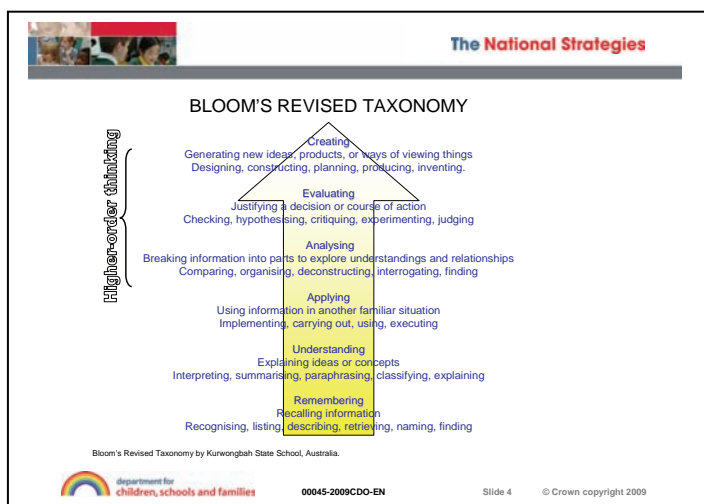 The National Strategies
BLOOM'S REVISED TAXONOMY
Higher-order thinking
Creating
Generating new ideas, products, or ways of viewing things
Designing, constructing, planning, producing, inventing.
Evaluating
Justifying a decision or course of action
Checking, hypothesising, critiquing, experimenting, judging
Analysing
Breaking information into parts to explore understandings and relationships
Comparing, organising, deconstructing, interrogating, finding
Applying
Using information in another familiar situation
Implementing, carrying out, using, executing
Understanding
Explaining ideas or concepts
Interpreting, summarising, paraphrasing, classifying, explaining
Remembering
Recalling information
Recognising, listing, describing, retrieving, naming, finding
Bloom's Revised Taxonomy by Kurwongbah State School, Australia.
department for
children, schools and families
00045-2009CDO-EN
Slide 4
© Crown copyright 2009